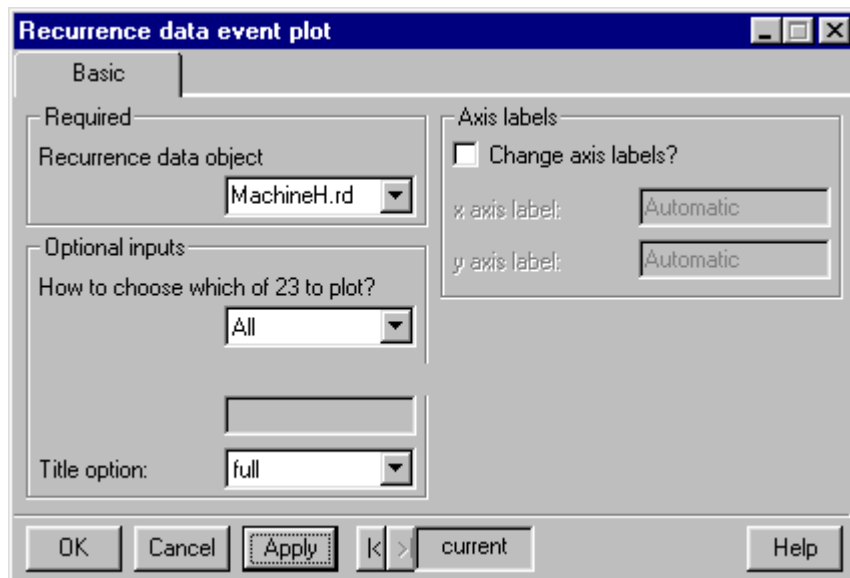 Recurrence data event plot
Basic
Required
Recurrence data object
MachineH.rd
Optional inputs
How to choose which of 23 to plot?
All
Title option:
full
Axis labels
Change axis labels?
x axis label:
Automatic
y axis label:
Automatic
OK
Cancel
Apply
|<
>|
current
Help